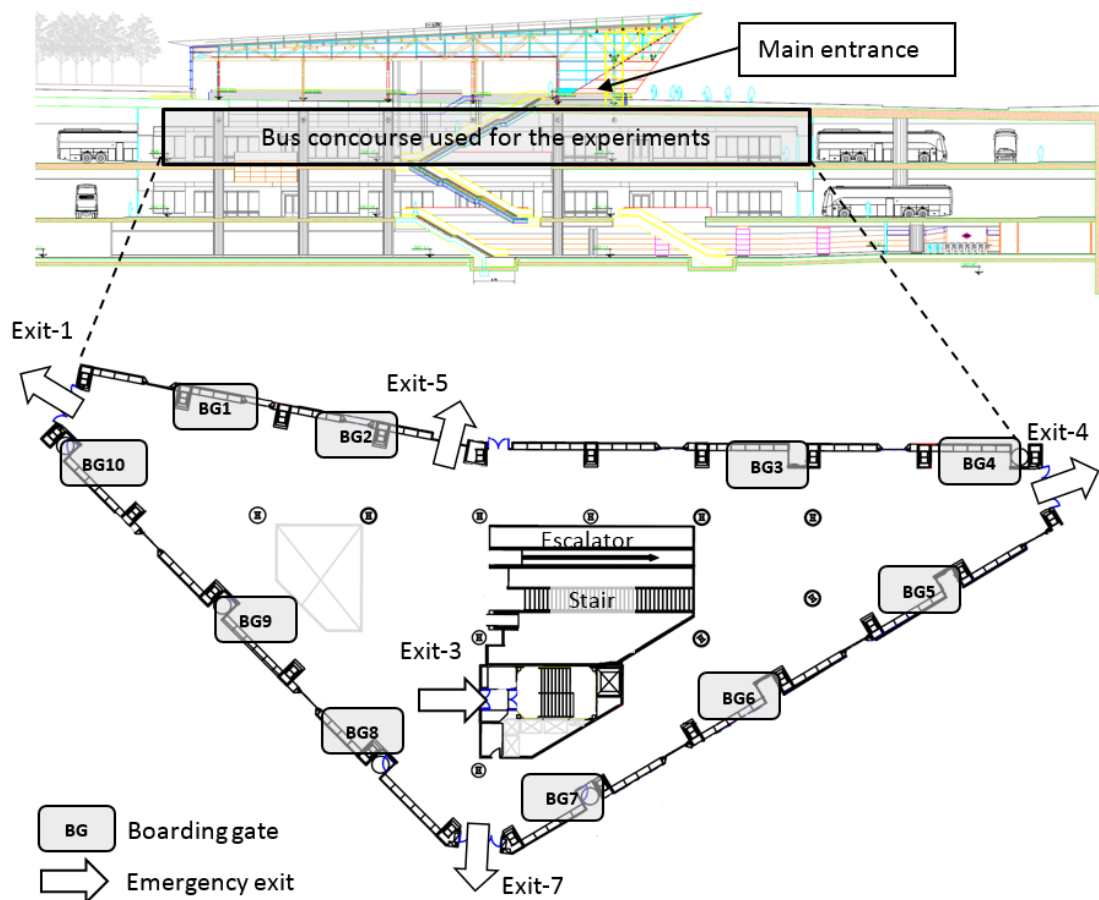 Main entrance
Bus concourse used for the experiments
Exit-1
Exit-5
BG1
BG2
Exit-4
BG10
BG3
BG4
Escalator
Stair
BG5
BG9
Exit-3
BG6
BG8
BG7
BG Boarding gate
Emergency exit
Exit-7